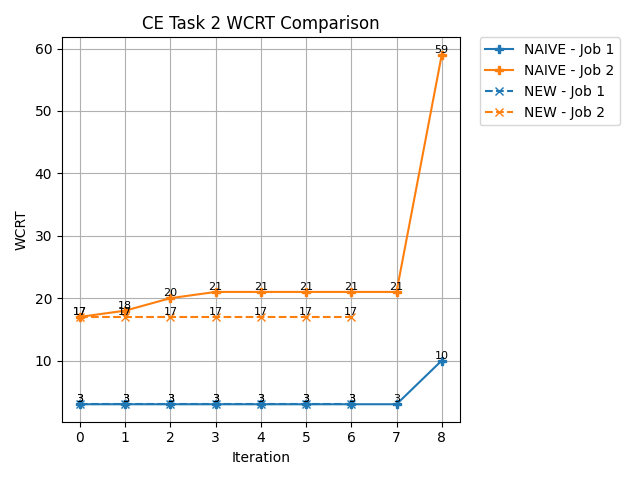 CE Task 2 WCRT Comparison
NAIVE - Job 1
NAIVE - Job 2
NEW - Job 1
NEW - Job 2
WCRT
60
50
40
30
20
10
59
17 18 20 21 21 21 21 21
17 17 17 17 17 17 17
10
3 3 3 3 3 3 3 3
3 3 3 3 3 3 3
0 1 2 3 4 5 6 7 8
Iteration